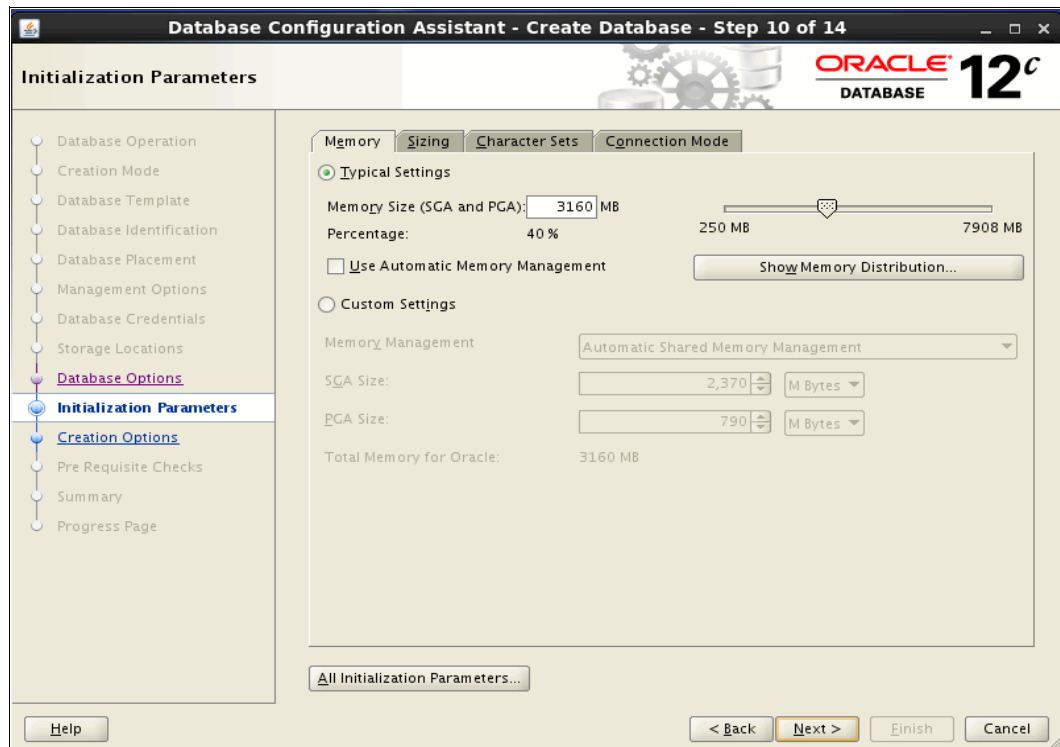 Database Configuration Assistant - Create Database - Step 10 of 14
Initialization Parameters
ORACLE
DATABASE
12c
Database Operation
Creation Mode
Database Template
Database Identification
Database Placement
Management Options
Database Credentials
Storage Locations
Database Options
Initialization Parameters
Creation Options
Pre Requisite Checks
Summary
Progress Page
Memory Sizing Character Sets Connection Mode
Typical Settings
Memory Size (SGA and PGA): 3160 MB
250 MB 7908 MB
Percentage: 40 %
Use Automatic Memory Management Show Memory Distribution...
Custom Settings
Memory Management Automatic Shared Memory Management
SGA Size: 2,370 M Bytes
PGA Size: 790 M Bytes
Total Memory for Oracle: 3160 MB
All Initialization Parameters...
Help < Back Next > Finish Cancel